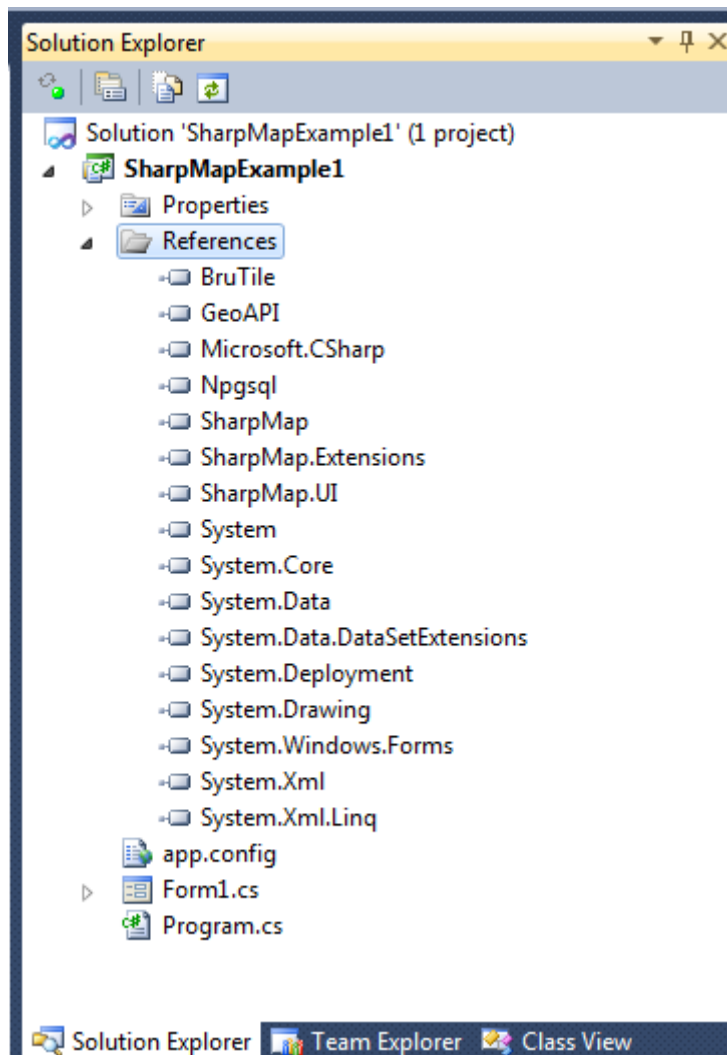 Solution Explorer
Solution 'SharpMapExample1' (1 project)
C# SharpMapExample1
Properties
References
BruTile
GeoAPI
Microsoft.CSharp
Npgsql
SharpMap
SharpMap.Extensions
SharpMap.UI
System
System.Core
System.Data
System.Data.DataSetExtensions
System.Deployment
System.Drawing
System.Windows.Forms
System.Xml
System.Xml.Linq
app.config
Form1.cs
C# Program.cs
Solution Explorer Team Explorer Class View